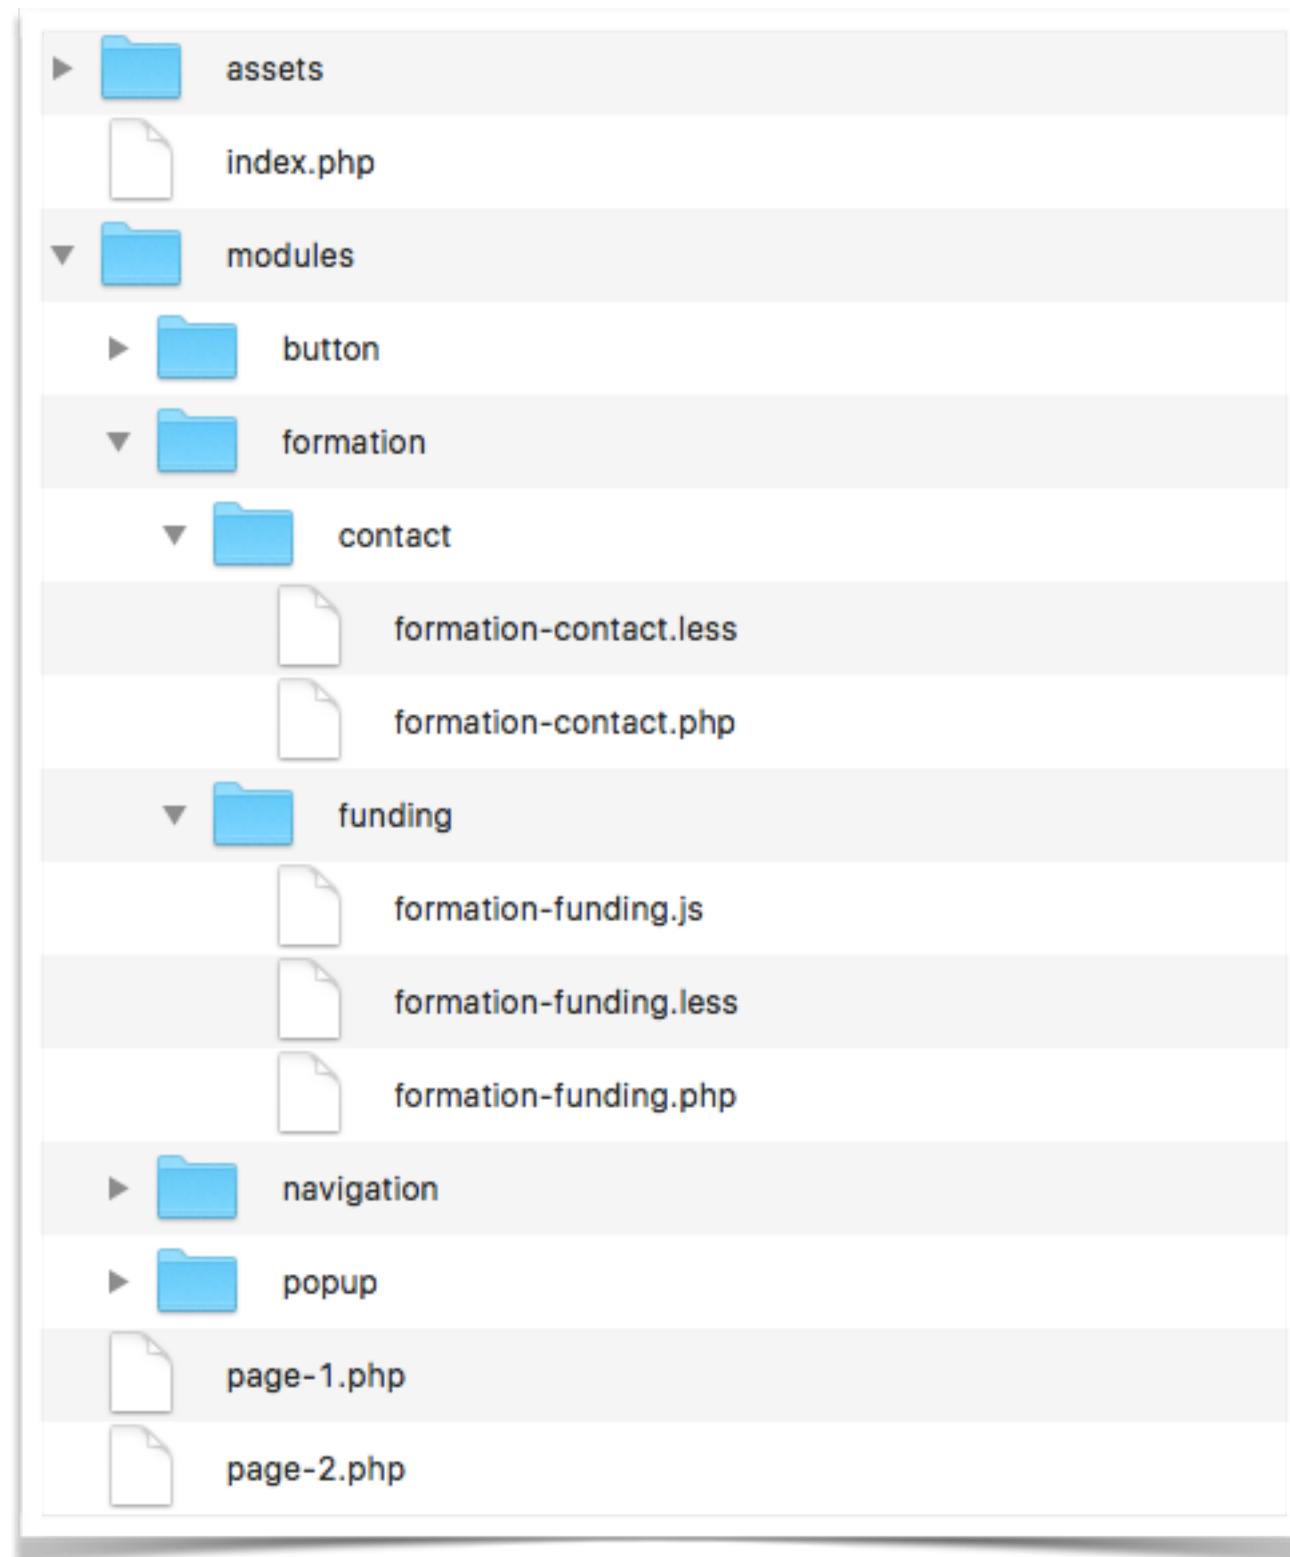 assets
index.php
modules
button
formation
contact
formation-contact.less
formation-contact.php
funding
formation-funding.js
formation-funding.less
formation-funding.php
navigation
popup
page-1.php
page-2.php